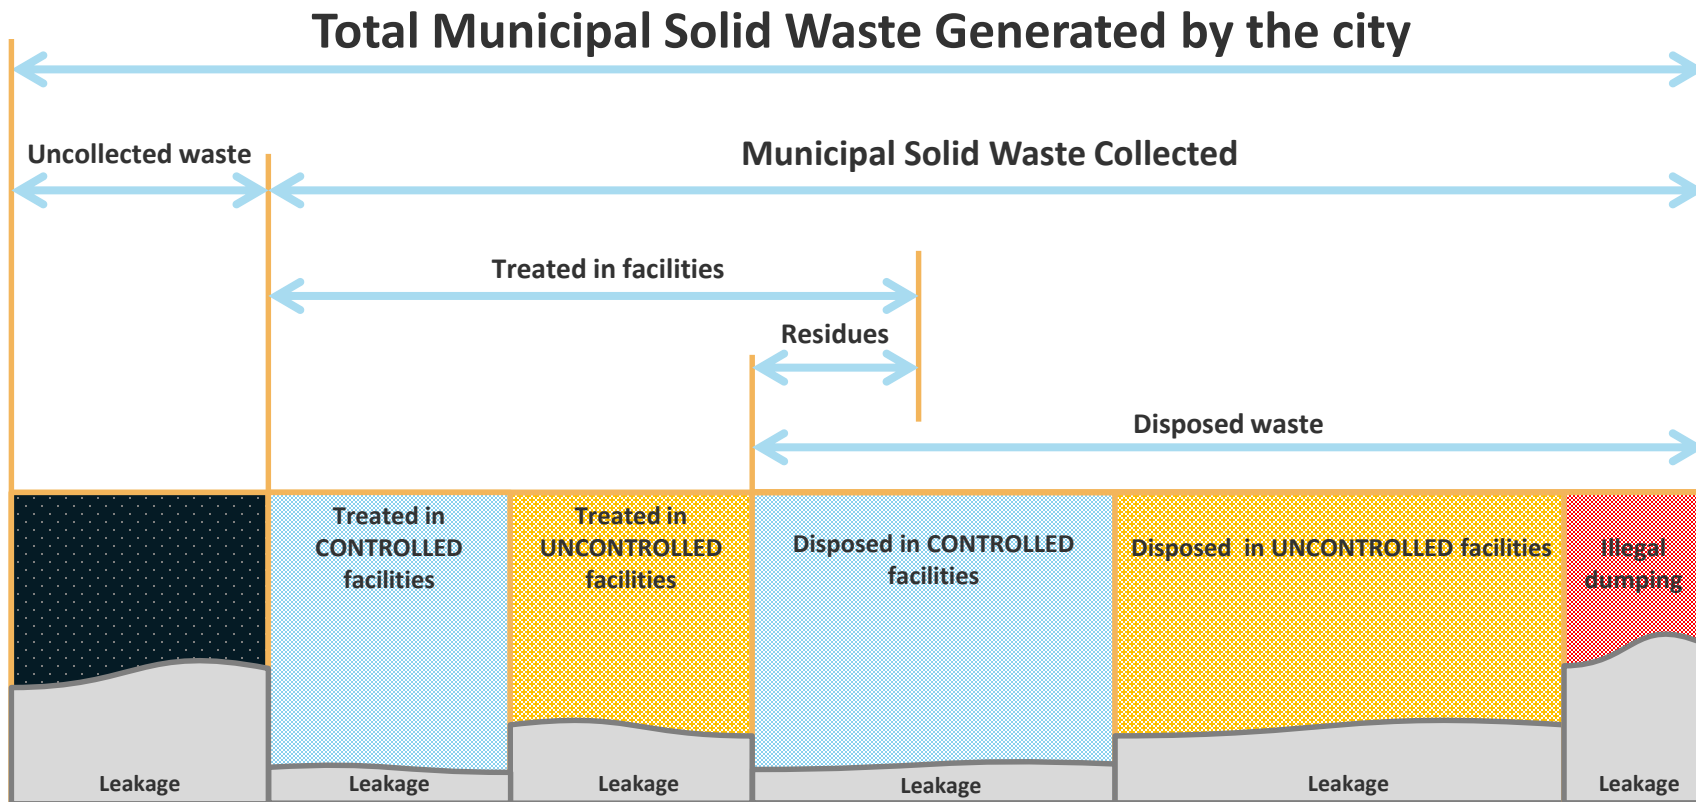 Total Municipal Solid Waste Generated by the city
Uncollected waste
Municipal Solid Waste Collected
Treated in facilities
Residues
Disposed waste
Treated in
CONTROLLED
facilities
Treated in
UNCONTROLLED
facilities
Disposed in CONTROLLED
facilities
Disposed  in UNCONTROLLED facilities
Illegal
dumping
Leakage
Leakage
Leakage
Leakage
Leakage
Leakage